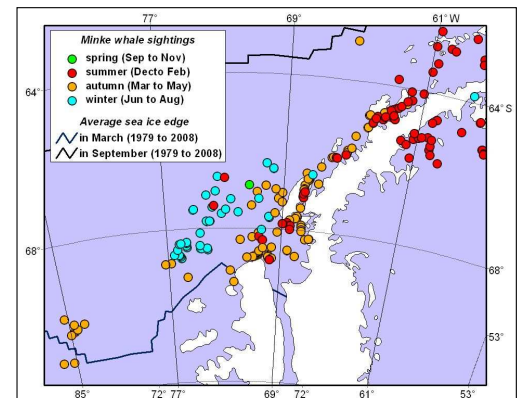 77°
69°
61° W
Minke whale sightings
spring (Sep to Nov)
summer (Decto Feb)
autumn (Mar to May)
winter (Jun to Aug)
Average sea ice edge
in March (1979 to 2008)
in September (1979 to 2008)
64°
64° S
68°
68°
53°
85°
72° 77
69° 72°
61
53°